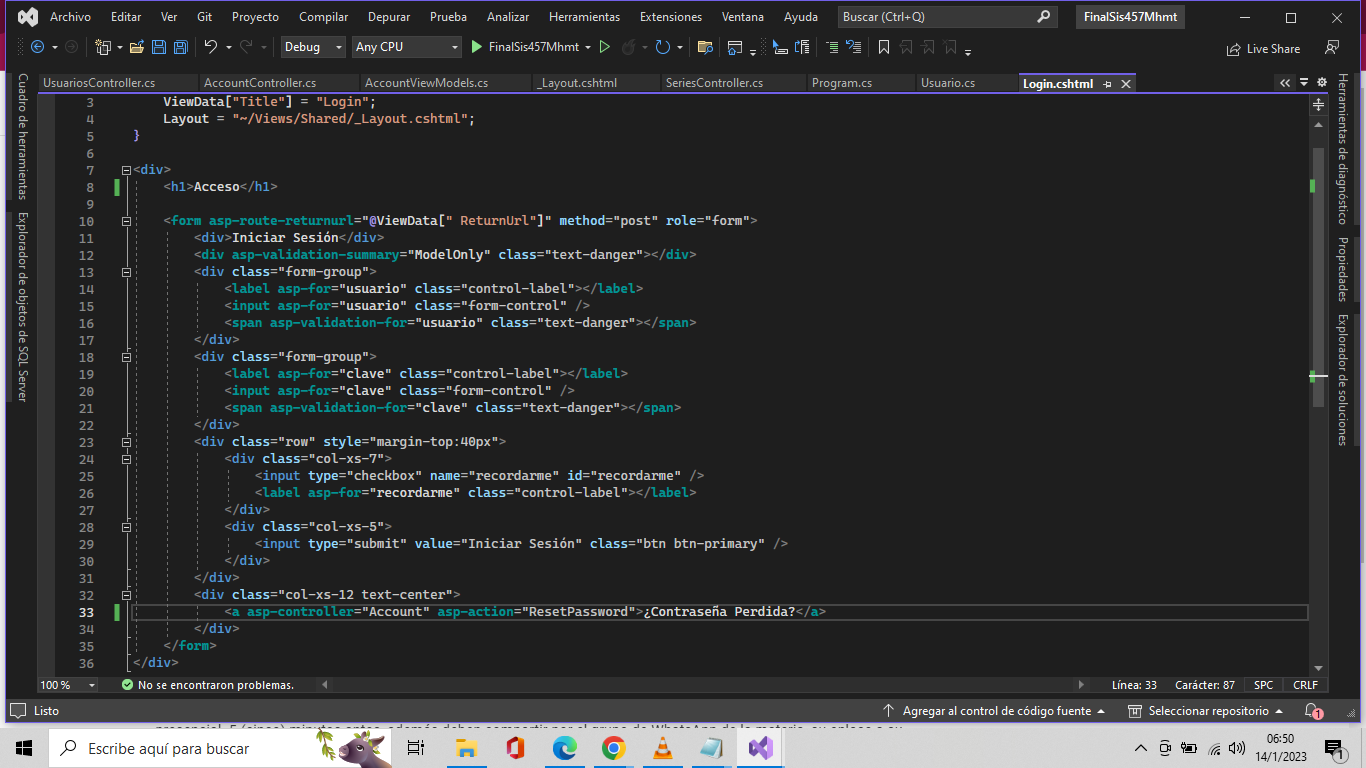 Archivo Editar Ver Git Proyecto Compilar Depurar Prueba Analizar Herramientas Extensiones Ventana Ayuda Buscar (Ctrl+Q) FinalSis457Mhmt
Debug Any CPU FinalSis457Mhmt Live Share
UsuariosController.cs AccountController.cs AccountViewModels.cs _Layout.cshtml SeriesController.cs Program.cs Usuario.cs Login.cshtml
Cuadro de herramientas
Explorador de objetos de SQL Server
3 ViewData["Title"] = "Login";
4 Layout = "~/Views/Shared/_Layout.cshtml";
5 }
6
7 <div>
8 <h1>Acceso</h1>
9
10 <form asp-route-returnurl="@ViewData[" ReturnUrl"]" method="post" role="form">
11 <div>Iniciar Sesión</div>
12 <div asp-validation-summary="ModelOnly" class="text-danger"></div>
13 <div class="form-group">
14 <label asp-for="usuario" class="control-label"></label>
15 <input asp-for="usuario" class="form-control" />
16 <span asp-validation-for="usuario" class="text-danger"></span>
17 </div>
18 <div class="form-group">
19 <label asp-for="clave" class="control-label"></label>
20 <input asp-for="clave" class="form-control" />
21 <span asp-validation-for="clave" class="text-danger"></span>
22 </div>
23 <div class="row" style="margin-top:40px">
24 <div class="col-xs-7">
25 <input type="checkbox" name="recordarme" id="recordarme" />
26 <label asp-for="recordarme" class="control-label"></label>
27 </div>
28 <div class="col-xs-5">
29 <input type="submit" value="Iniciar Sesión" class="btn btn-primary" />
30 </div>
31 </div>
32 <div class="col-xs-12 text-center">
33 <a asp-controller="Account" asp-action="ResetPassword">¿Contraseña Perdida?</a>
34 </div>
35 </form>
36 </div>
Herramientas de diagnóstico
Propiedades
Explorador de soluciones
100 % No se encontraron problemas. Línea: 33 Carácter: 87 SPC CRLF
Listo Agregar al control de código fuente Seleccionar repositorio 1
Escribe aquí para buscar 06:50
14/1/2023 1